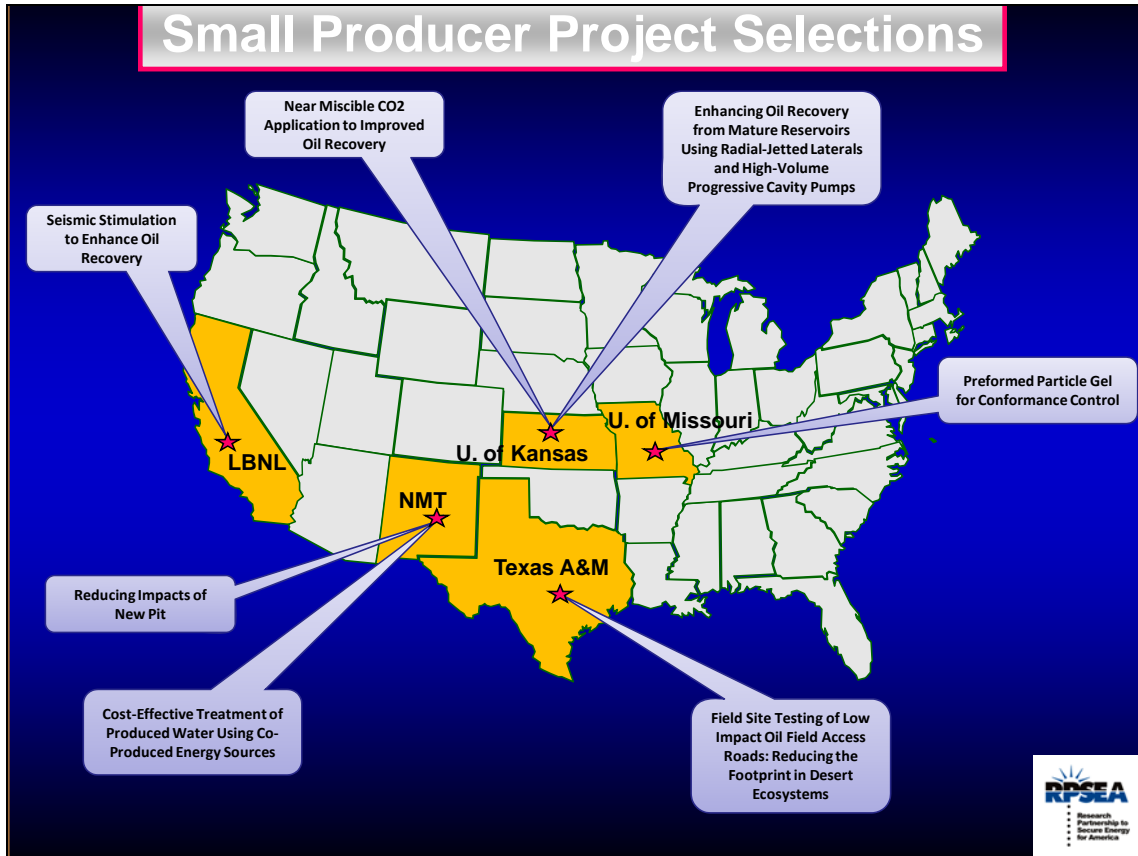 Small Producer Project Selections
Near Miscible CO2
Application to Improved
Oil Recovery
Enhancing Oil Recovery
from Mature Reservoirs
Using Radial-Jetted Laterals
and High-Volume
Progressive Cavity Pumps
Seismic Stimulation
to Enhance Oil
Recovery
Preformed Particle Gel
for Conformance Control
U. of Missouri
U. of Kansas
LBNL
NMT
Texas A&M
Reducing Impacts of
New Pit
Cost-Effective Treatment of
Produced Water Using Co-
Produced Energy Sources
Field Site Testing of Low
Impact Oil Field Access
Roads: Reducing the
Footprint in Desert
Ecosystems
RPSEA
Research
Partnership to
Secure Energy
for America